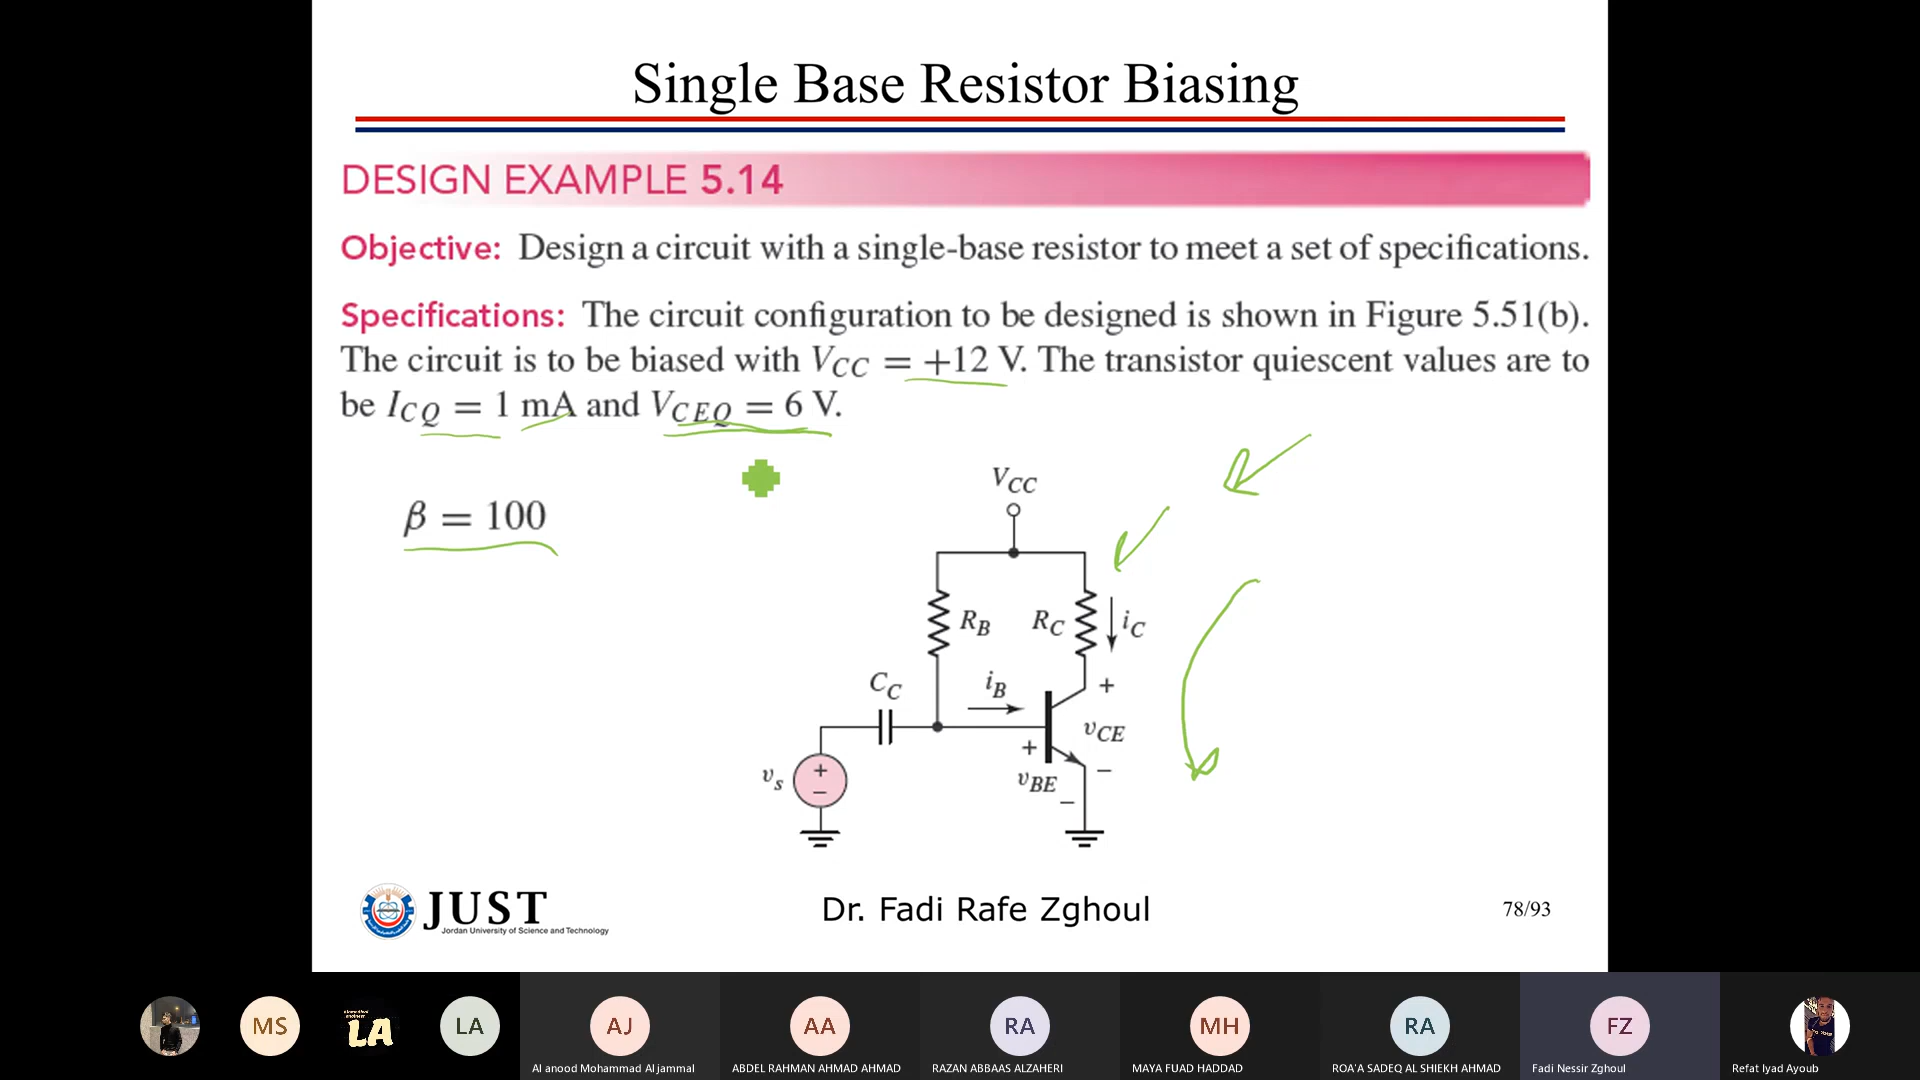 Single Base Resistor Biasing
DESIGN EXAMPLE 5.14
Objective: Design a circuit with a single-base resistor to meet a set of specifications.
Specifications: The circuit configuration to be designed is shown in Figure 5.51(b).
The circuit is to be biased with VCC = +12 V. The transistor quiescent values are to
be ICQ = 1 mA and VCEQ = 6 V.
β = 100
VCC
RB
RC
iC
CC
iB
+
vCE
−
+
vBE
−
vs
+
−
JUST
Jordan University of Science and Technology
Dr. Fadi Rafe Zghoul
78/93
MS
LA
LA
AJ
AA
RA
MH
RA
FZ
Al anood Mohammad Al jammal
ABDEL RAHMAN AHMAD AHMAD
RAZAN ABBAAS ALZAHERI
MAYA FUAD HADDAD
ROA'A SADEQ AL SHIEKH AHMAD
Fadi Nessir Zghoul
Refat Iyad Ayoub